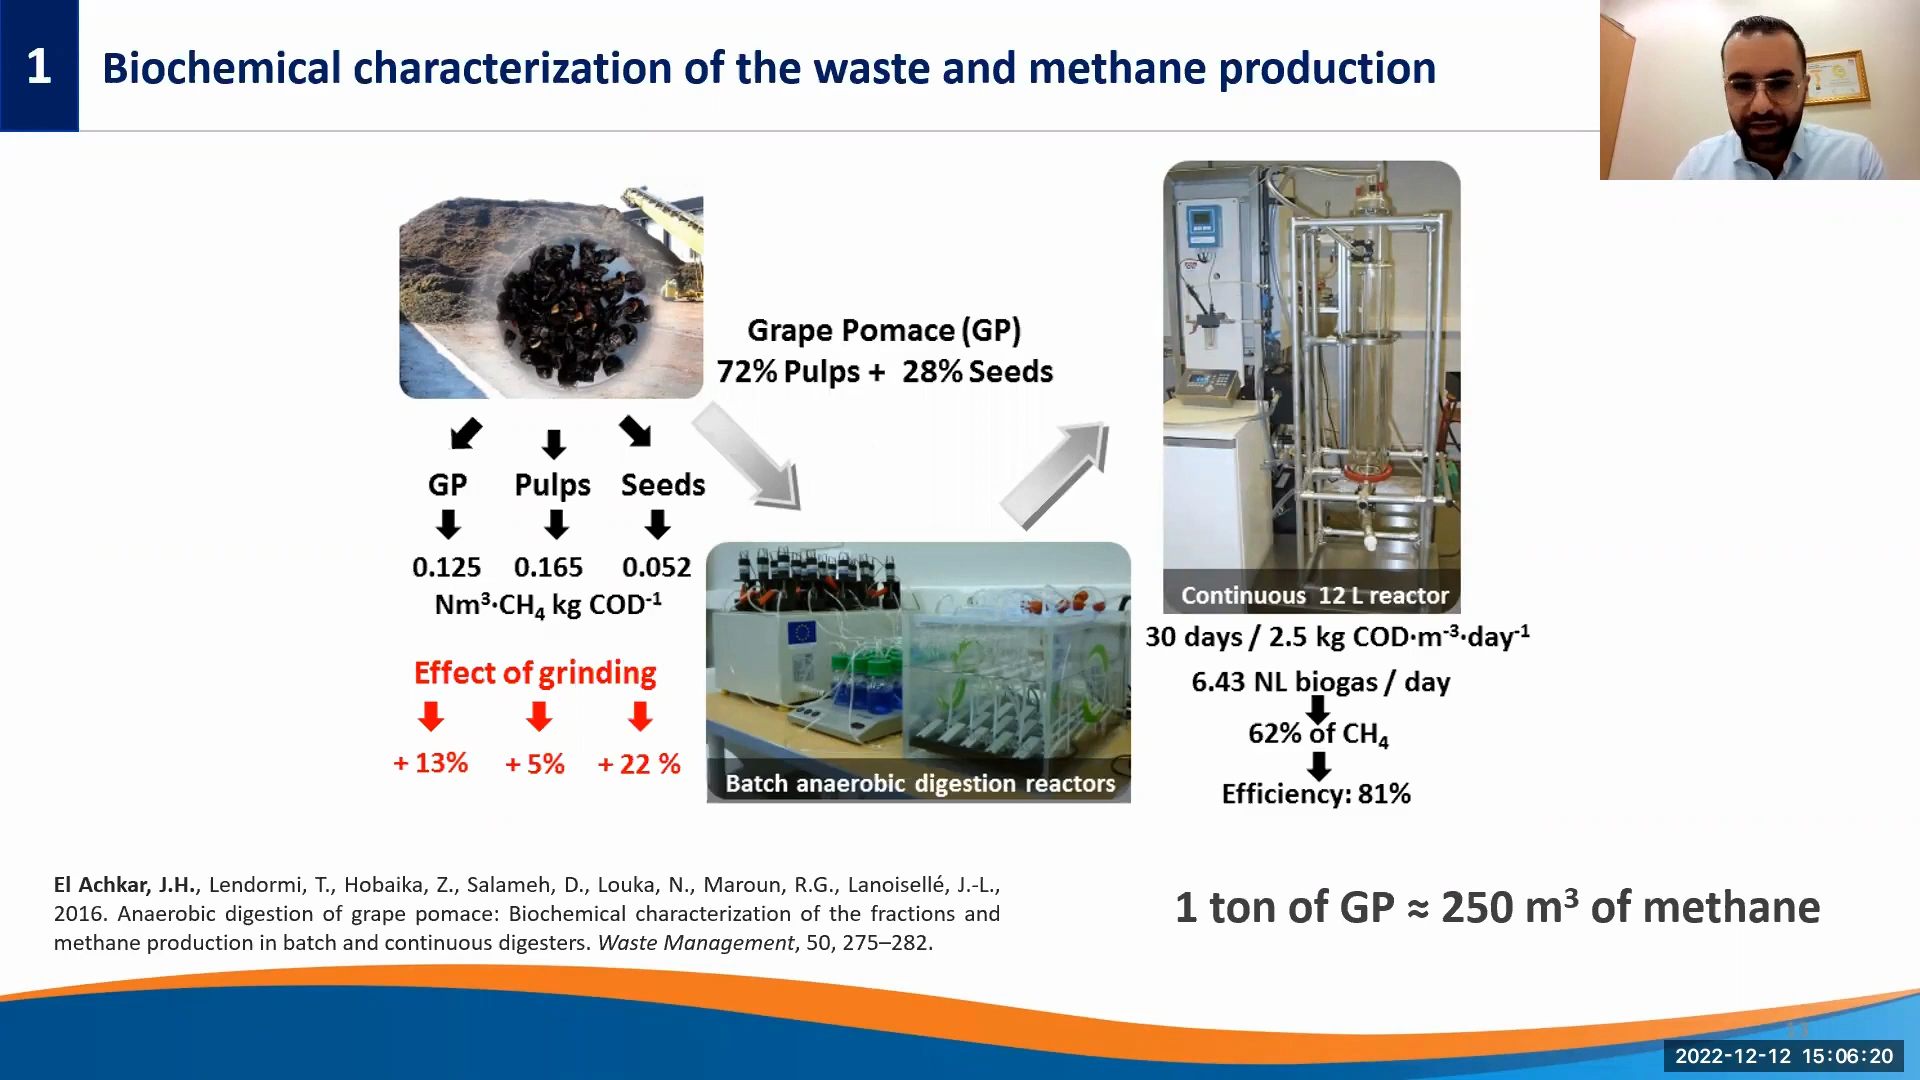 1
Biochemical characterization of the waste and methane production
Grape Pomace (GP)
72% Pulps + 28% Seeds
GP Pulps Seeds
0.125 0.165 0.052
Nm³·CH₄ kg COD⁻¹
Effect of grinding
+ 13% + 5% + 22 %
Batch anaerobic digestion reactors
Continuous 12 L reactor
30 days / 2.5 kg COD·m⁻³·day⁻¹
6.43 NL biogas / day
62% of CH₄
Efficiency: 81%
El Achkar, J.H., Lendormi, T., Hobaika, Z., Salameh, D., Louka, N., Maroun, R.G., Lanoisellé, J.-L.,
2016. Anaerobic digestion of grape pomace: Biochemical characterization of the fractions and
methane production in batch and continuous digesters. Waste Management, 50, 275–282.
1 ton of GP ≈ 250 m³ of methane
2022-12-12 15:06:20